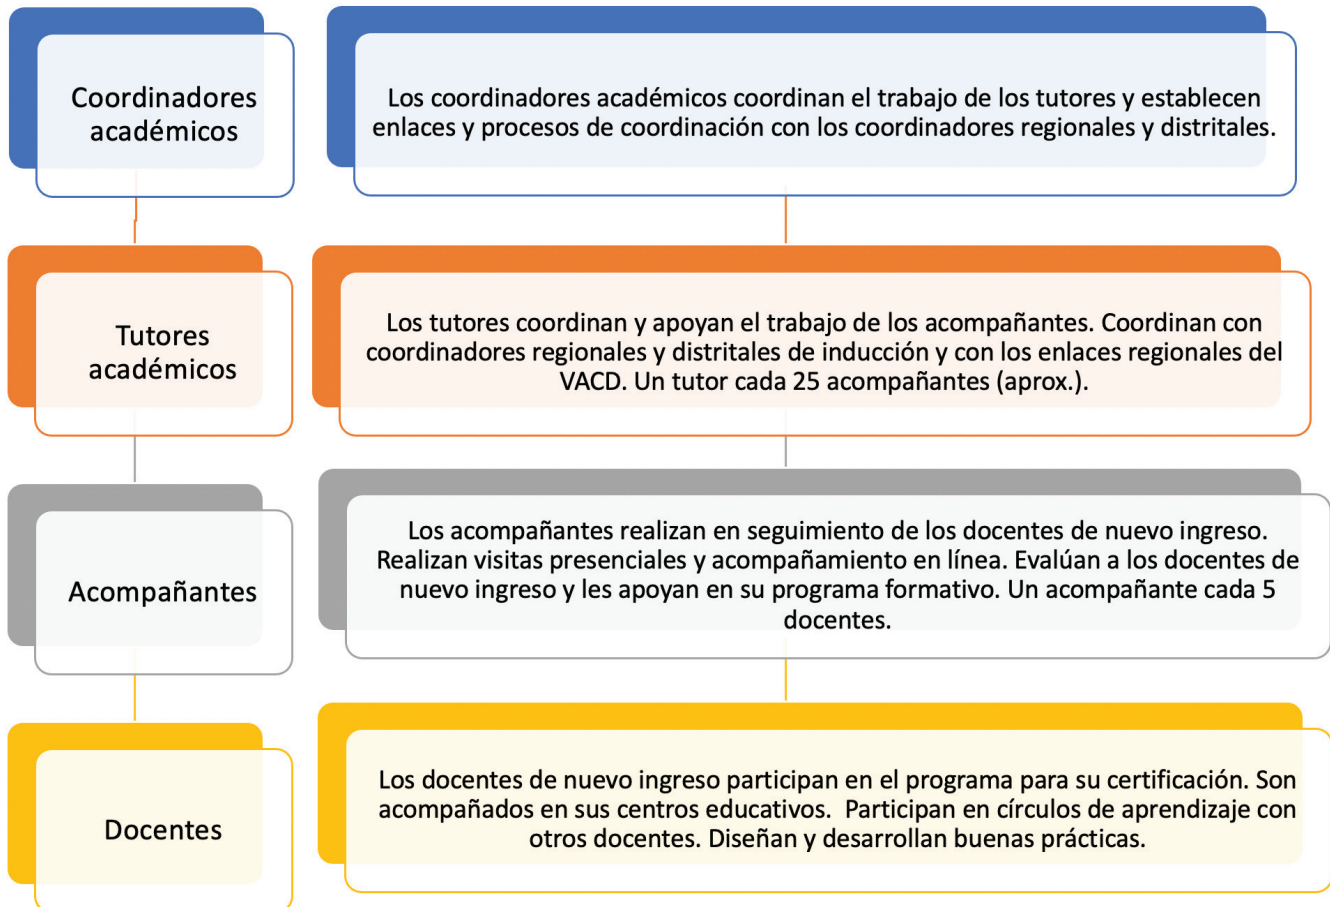 Coordinadores
académicos
Los coordinadores académicos coordinan el trabajo de los tutores y establecen
enlaces y procesos de coordinación con los coordinadores regionales y distritales.
Tutores
académicos
Los tutores coordinan y apoyan el trabajo de los acompañantes. Coordinan con
coordinadores regionales y distritales de inducción y con los enlaces regionales del
VACD. Un tutor cada 25 acompañantes (aprox.).
Acompañantes
Los acompañantes realizan en seguimiento de los docentes de nuevo ingreso.
Realizan visitas presenciales y acompañamiento en línea. Evalúan a los docentes de
nuevo ingreso y les apoyan en su programa formativo. Un acompañante cada 5
docentes.
Docentes
Los docentes de nuevo ingreso participan en el programa para su certificación. Son
acompañados en sus centros educativos.  Participan en círculos de aprendizaje con
otros docentes. Diseñan y desarrollan buenas prácticas.